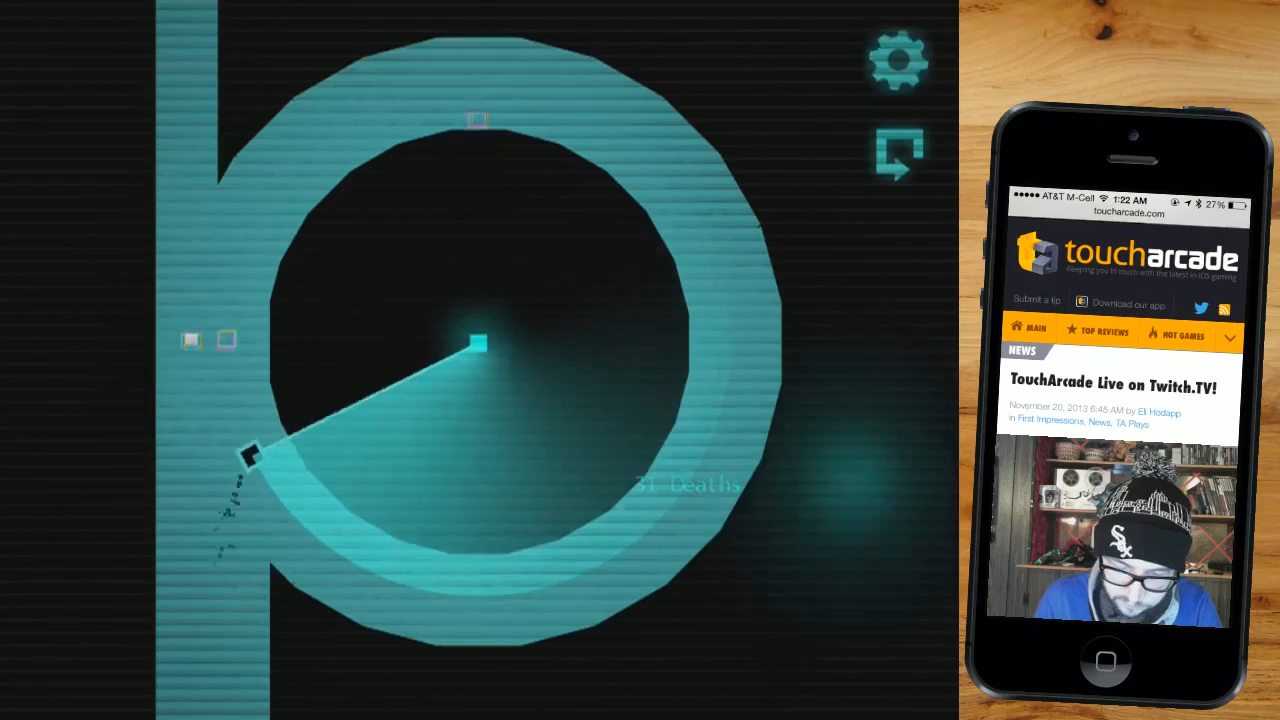 31 Deaths
AT&T M-Cell 1:22 AM 27%
toucharcade.com
toucharcade
Keeping you in touch with the latest in iOS gaming
Submit a tip Download our app
MAIN TOP REVIEWS HOT GAMES
NEWS
TouchArcade Live on Twitch.TV!
November 20, 2013 6:45 AM by Eli Hodapp
in First Impressions, News, TA Plays
Sox